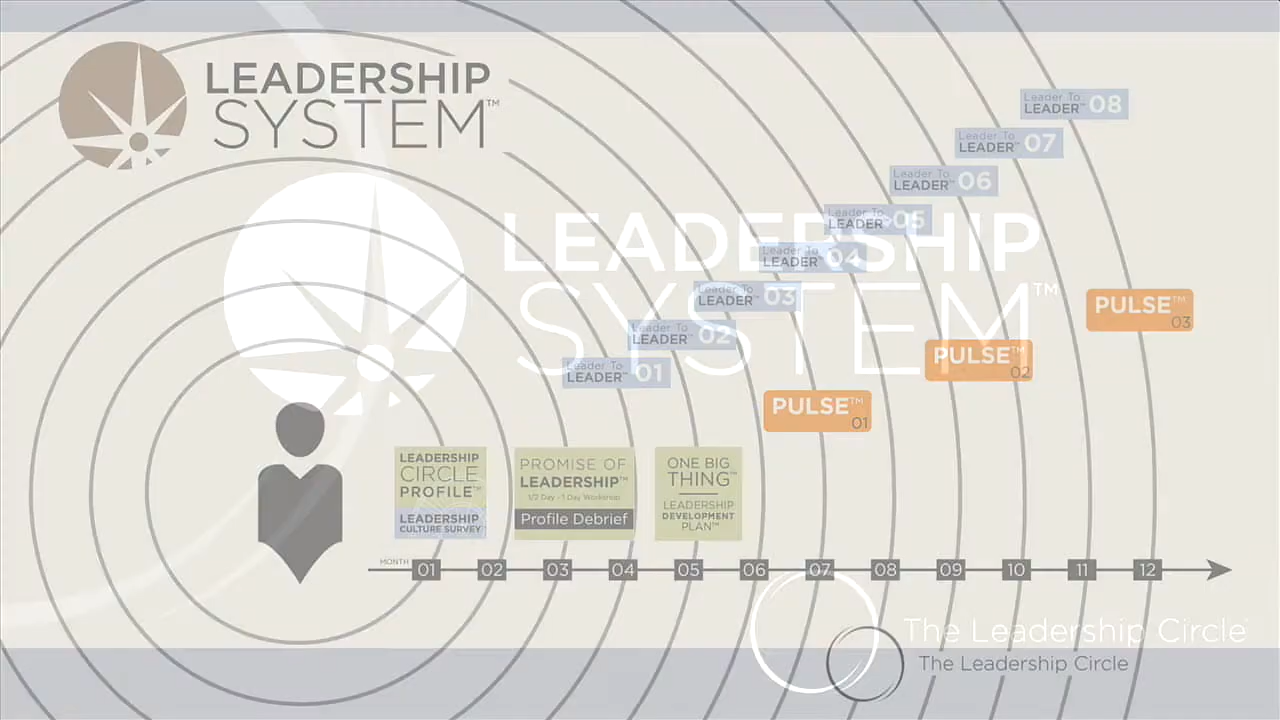 LEADERSHIP
SYSTEM™
Leader To
LEADER™ 08
Leader To
LEADER™ 07
Leader To
LEADER™ 06
Leader To
LEADER™ 05
Leader To
LEADER™ 04
Leader To
LEADER™ 03
Leader To
LEADER™ 02
Leader To
LEADER™ 01
LEADERSHIP
SYSTEM™
PULSE™
03
PULSE™
02
PULSE™
01
LEADERSHIP
CIRCLE
PROFILE™
LEADERSHIP
CULTURE SURVEY™
PROMISE OF
LEADERSHIP™
1/2 Day - 1 Day Workshop
Profile Debrief
ONE BIG
THING™
LEADERSHIP
DEVELOPMENT
PLAN™
MONTH 01 02 03 04 05 06 07 08 09 10 11 12
The Leadership Circle
The Leadership Circle